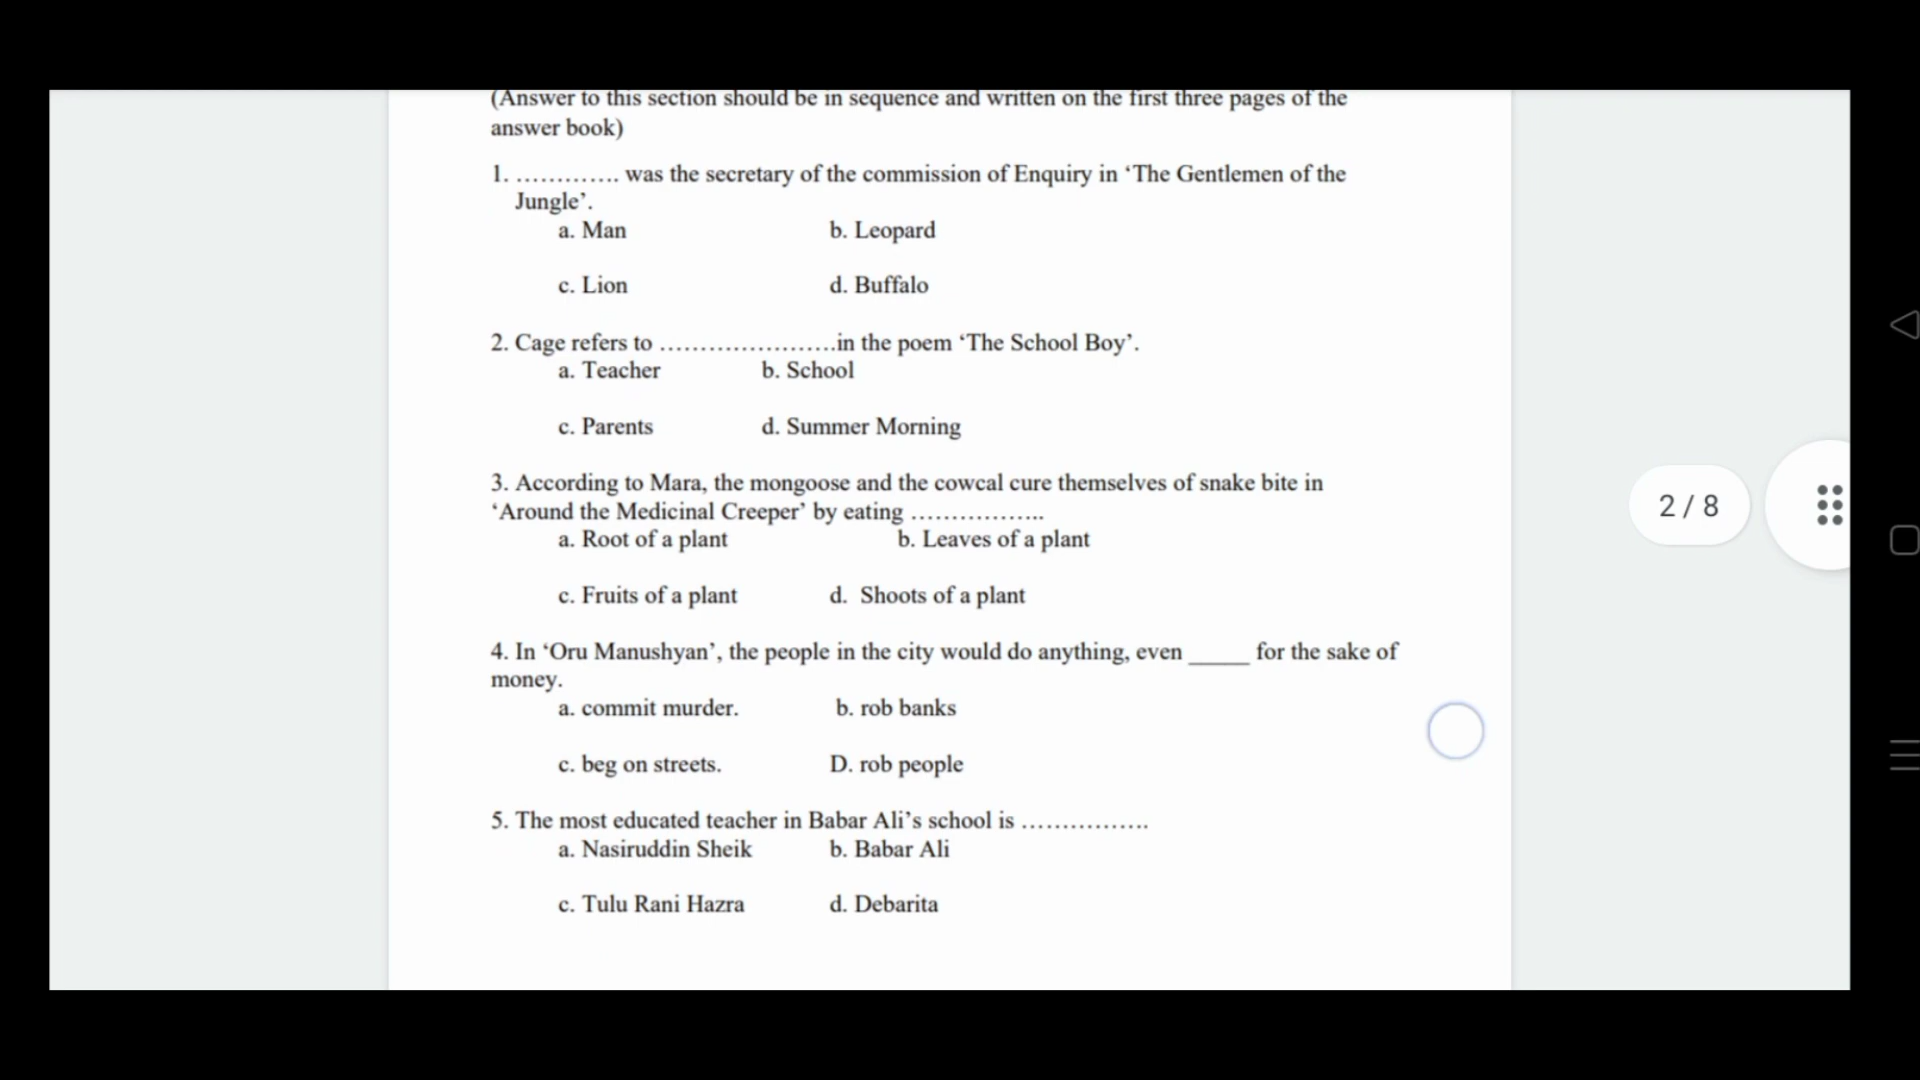 (Answer to this section should be in sequence and written on the first three pages of the
answer book)
1. ............. was the secretary of the commission of Enquiry in ‘The Gentlemen of the
Jungle’.
a. Man b. Leopard
c. Lion d. Buffalo
2. Cage refers to ......................in the poem ‘The School Boy’.
a. Teacher b. School
c. Parents d. Summer Morning
3. According to Mara, the mongoose and the cowcal cure themselves of snake bite in
‘Around the Medicinal Creeper’ by eating .................
a. Root of a plant b. Leaves of a plant
c. Fruits of a plant d. Shoots of a plant
4. In ‘Oru Manushyan’, the people in the city would do anything, even _____ for the sake of
money.
a. commit murder. b. rob banks
c. beg on streets. D. rob people
5. The most educated teacher in Babar Ali’s school is ................
a. Nasiruddin Sheik b. Babar Ali
c. Tulu Rani Hazra d. Debarita
2 / 8